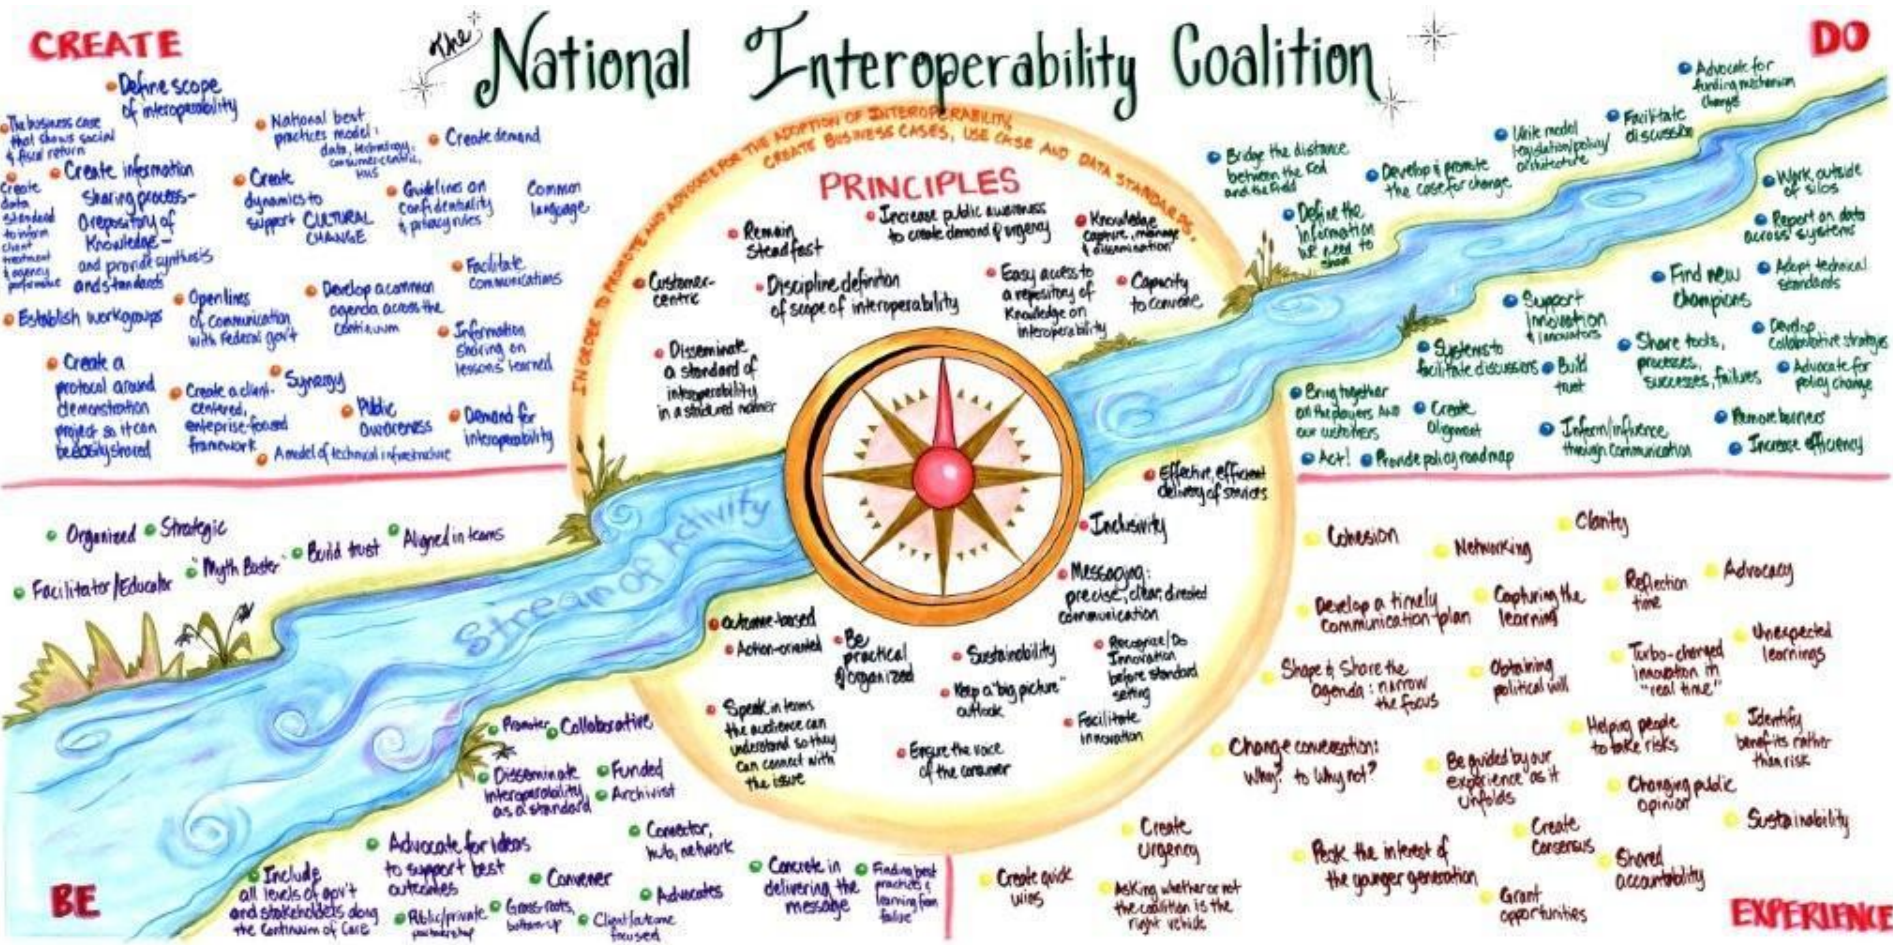 The National Interoperability Coalition
CREATE
Define scope
of interoperability
The business case
that shows social
& fiscal return
National best
practices model:
data, technology,
consumer-centric,
Create demand
Create information
Sharing process-
A repository of
Knowledge-
and provide synthesis
and standards
Create
data
standard
to inform
client
treatment
& agency
Create
dynamics to
support CULTURAL
CHANGE
Guidelines on
confidentiality
& privacy rules
Common
language
Facilitate
communications
Establish workgroups
Open lines
of Communication
with Federal gov't
Develop a common
agenda across the
continuum
Information
Sharing on
lessons learned
Create a
protocol around
demonstration
project so it can
be easily shared
Create a client-
centered,
enteprise-focused
framework
Synergy
Public
awareness
Demand for
interoperability
A model of technical infrastructure
IN ORDER TO PROMOTE AND ADVOCATE FOR THE ADOPTION OF INTEROPERABILITY,
CREATE BUSINESS CASES, USE CASE AND DATA STANDARDS.
PRINCIPLES
Remain
Steadfast
Increase public awareness
to create demand & urgency
Knowledge
capture, manage
& dissemination
Customer-
centric
Discipline definition
of scope of interoperability
Easy access to
a repository of
Knowledge on
interoperability
Capacity
to convene
Disseminate
a standard of
interoperability
in a structured manner
Effective, efficient
delivery of services
Inclusivity
Messaging:
precise, clear, directed
communication
Outcome-based
Action-oriented
Be
practical
& organized
Sustainability
Keep a "big picture"
outlook
Recognize/Do
Innovation
before standard
setting
Speak in terms
the audience can
understand so they
can connect with
the issue
Ensure the voice
of the consumer
Facilitate
innovation
Stream of Activity
DO
Advocate for
funding mechanism
change
Facilitate
discussion
Write model
legislation/policy/
architecture
Bridge the distance
between the Fed
and the Field
Develop & promote
the case for change
Define the
information
we need to
share
Work outside
of silos
Report on data
across systems
Find new
champions
Adopt technical
standards
Support
innovation
& innovators
Share tools,
processes,
successes, failures
Develop
collaborative strategies
Systems to
facilitate discussions
Build
trust
Advocate for
policy change
Bring together
all the players AND
our customers
Create
alignment
Inform/influence
through communication
Remove barriers
Increase efficiency
Act!
Provide policy roadmap
Organized
Strategic
"Myth Buster"
Build trust
Aligned in teams
Facilitator/Educator
Promoter
Collaborative
Disseminate
interoperability
as a standard
Funded
Archivist
Connector,
hub, network
Advocate for ideas
to support best
outcomes
Include
all levels of gov't
and stakeholders along
the Continuum of Care
Convener
Advocates
Public/private
partnership
Grass-roots,
bottom-up
Client/outcome
focused
Concrete in
delivering the
message
Finding best
practices &
learning from
failure
BE
Cohesion
Networking
Clarity
Develop a timely
communication plan
Capturing the
learning
Reflection
time
Advocacy
Shape & Share the
agenda: narrow
the focus
Obtaining
political will
Turbo-charged
innovation in
"real time"
Unexpected
learnings
Change conversation:
Why? to Why not?
Be guided by our
experience as it
unfolds
Helping people
to take risks
Identify
benefits rather
than risk
Changing public
opinion
Sustainability
Create
Urgency
Create quick
wins
Asking whether or not
the coalition is the
right vehicle
Peak the interest of
the younger generation
Create
Consensus
Shared
accountability
Grant
opportunities
EXPERIENCE